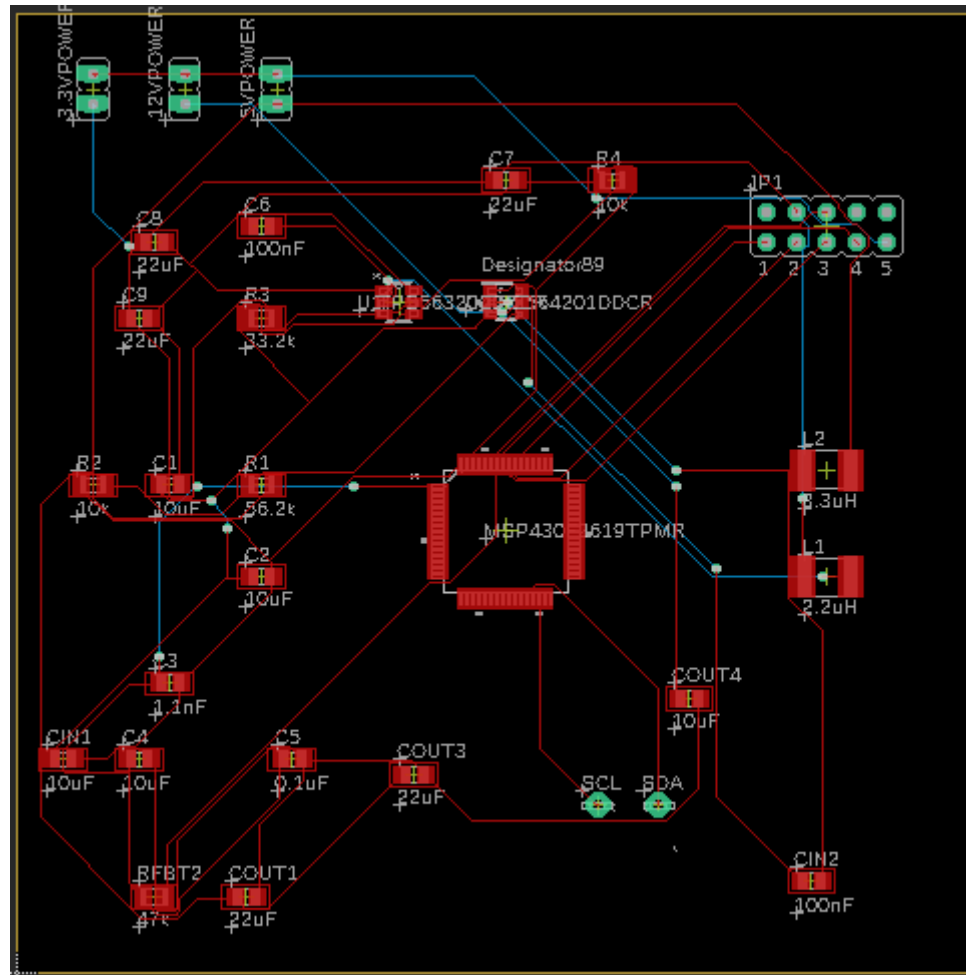 3.3VPOWER
12VPOWER
5VPOWER
C7
22uF
R4
10k
JP1
1 2 3 4 5
C8
22uF
C6
100nF
Designator89
C9
22uF
R3
33.2k
R2
10k
C1
10uF
R1
56.2k
L2
3.3uH
C2
10uF
L1
2.2uH
C3
1.1nF
COUT4
10uF
CIN1
10uF
C4
10uF
C5
0.1uF
COUT3
22uF
SCL
SDA
RFBT2
47k
COUT1
22uF
CIN2
100nF